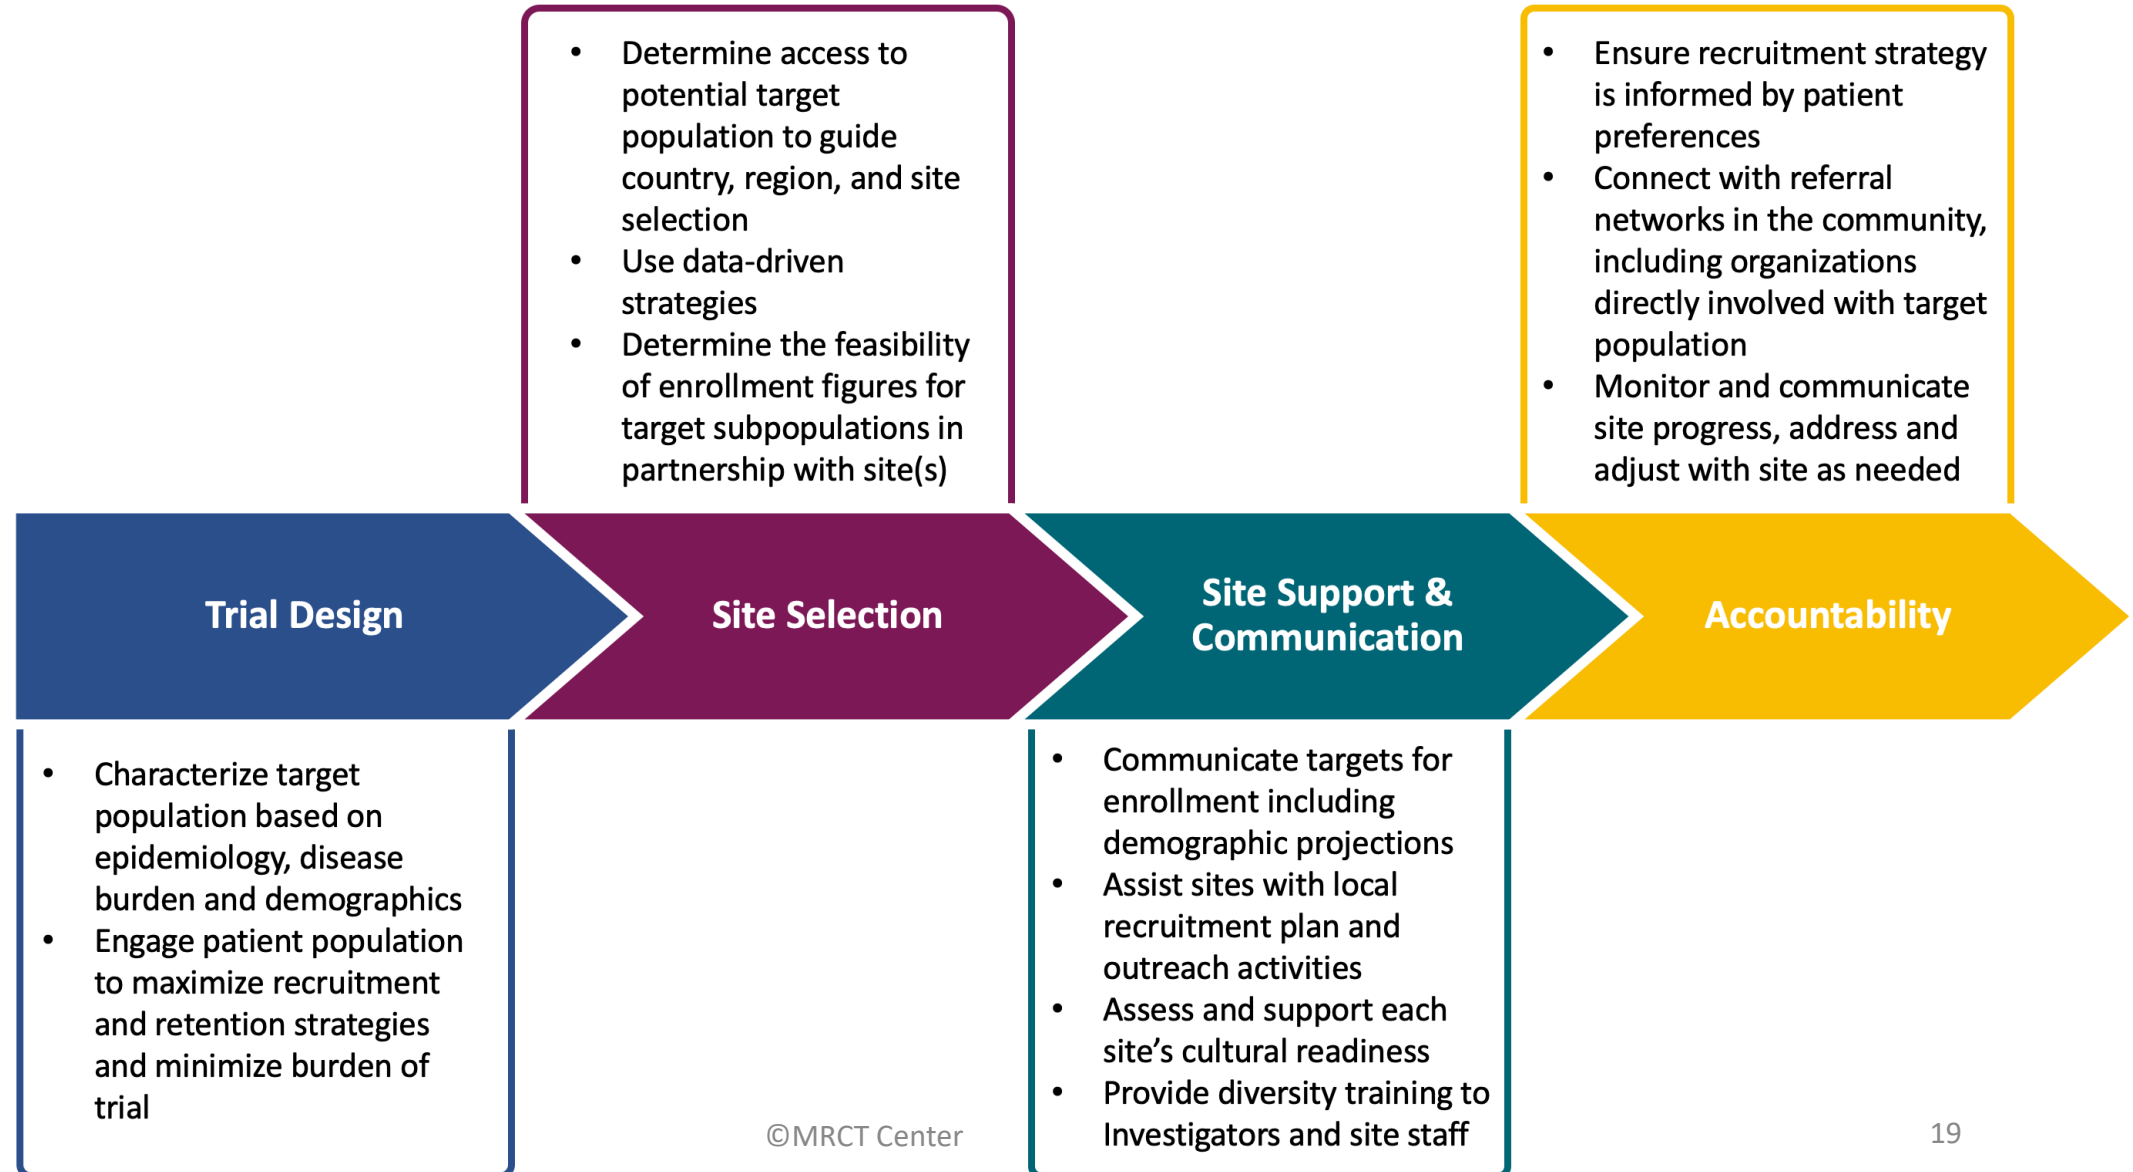 • Determine access to
potential target
population to guide
country, region, and site
selection
• Use data-driven
strategies
• Determine the feasibility
of enrollment figures for
target subpopulations in
partnership with site(s)
• Ensure recruitment strategy
is informed by patient
preferences
• Connect with referral
networks in the community,
including organizations
directly involved with target
population
• Monitor and communicate
site progress, address and
adjust with site as needed
Trial Design
Site Selection
Site Support &
Communication
Accountability
• Characterize target
population based on
epidemiology, disease
burden and demographics
• Engage patient population
to maximize recruitment
and retention strategies
and minimize burden of
trial
• Communicate targets for
enrollment including
demographic projections
• Assist sites with local
recruitment plan and
outreach activities
• Assess and support each
site’s cultural readiness
• Provide diversity training to
Investigators and site staff
©MRCT Center
19